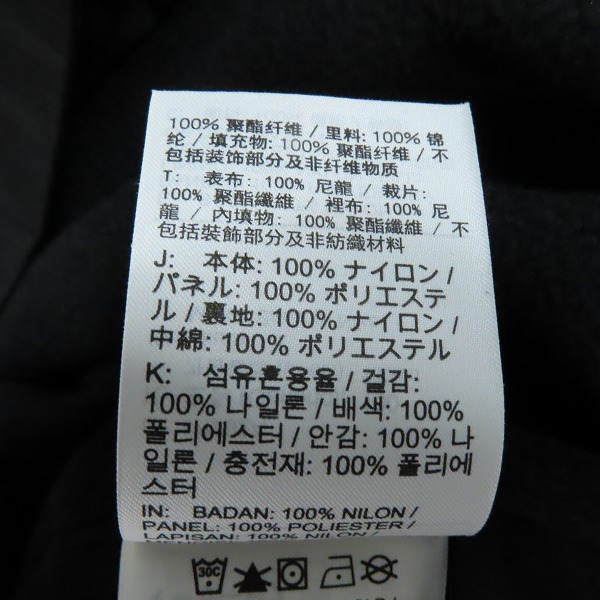 100% 聚酯纤维 / 里料: 100% 锦
纶 / 填充物: 100% 聚酯纤维 / 不
包括装饰部分及非纤维物质
T: 表布: 100% 尼龍 / 裁片:
100% 聚酯纖維 / 裡布: 100% 尼
龍 / 內填物: 100% 聚酯纖維 / 不
包括裝飾部分及非紡織材料
J: 本体: 100% ナイロン /
パネル: 100% ポリエステ
ル / 裏地: 100% ナイロン /
中綿: 100% ポリエステル
K: 섬유혼용율 / 겉감:
100% 나일론 / 배색: 100%
폴리에스터 / 안감: 100% 나
일론 / 충전재: 100% 폴리에
스터
IN: BADAN: 100% NILON /
PANEL: 100% POLIESTER /
LAPISAN: 100% NILON /
30C